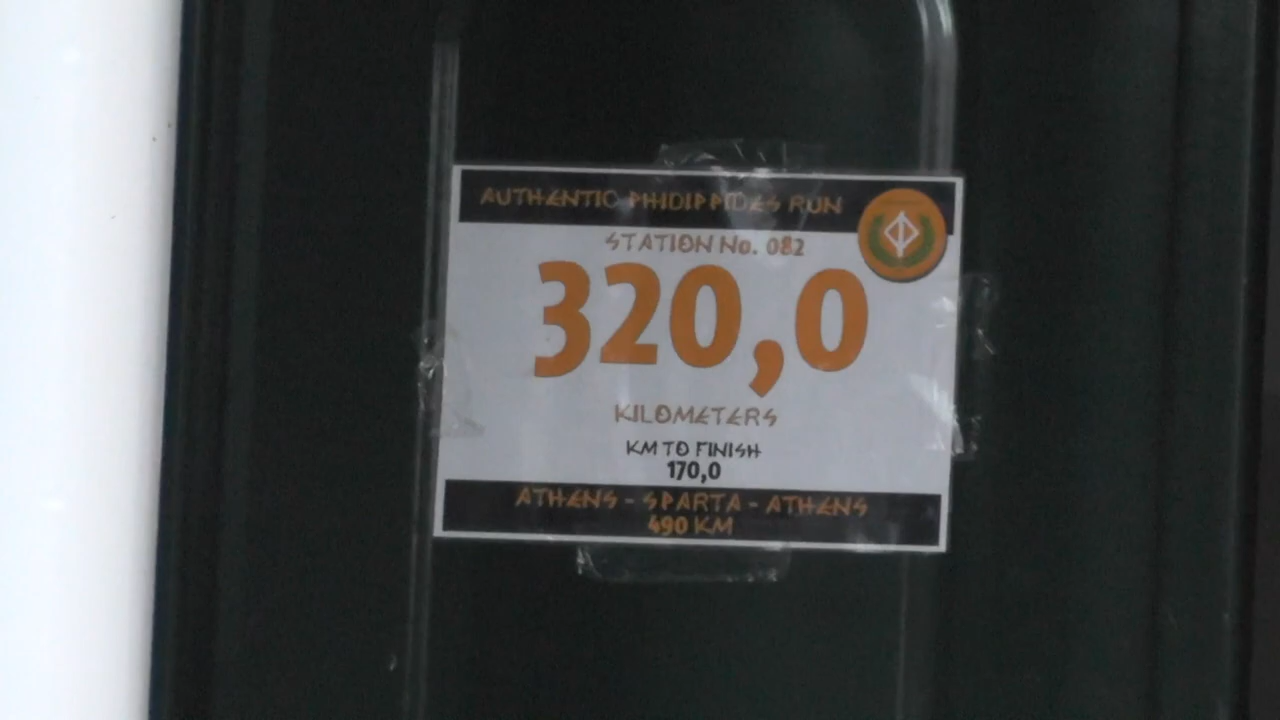 AUTHENTIC PHIDIPPIDES RUN
STATION No. 082
320,0
KILOMETERS
KM TO FINISH
170,0
ATHENS - SPARTA - ATHENS
490 KM